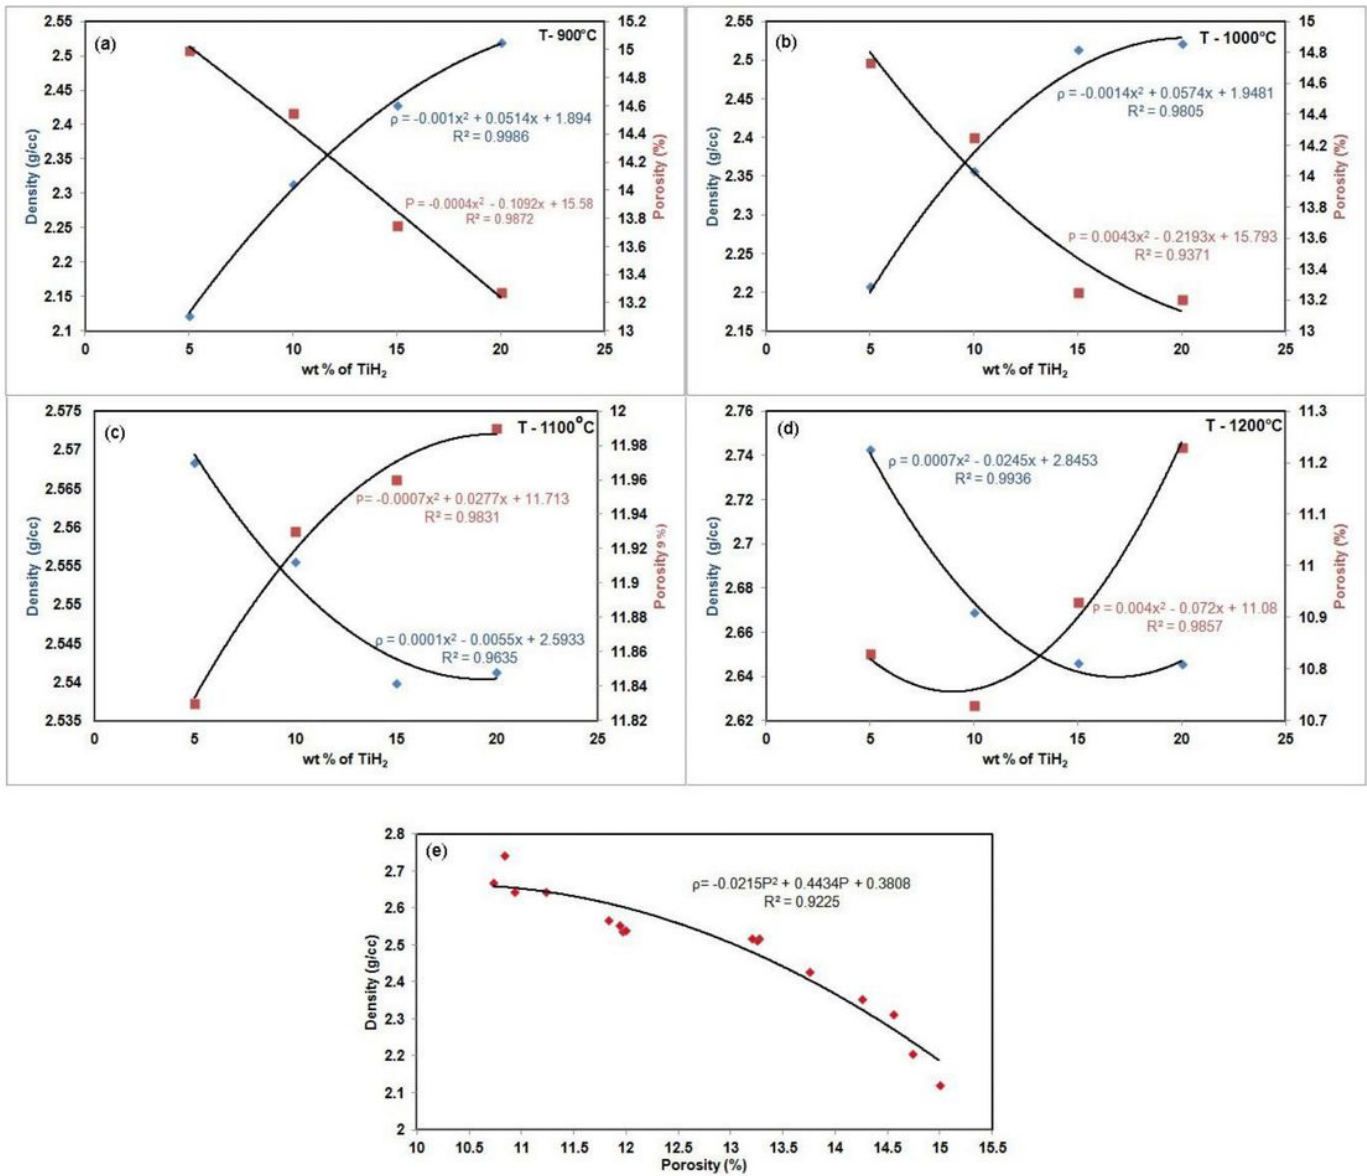 (a)
T- 900°C
2.55
2.5
2.45
2.4
2.35
2.3
2.25
2.2
2.15
2.1
Density (g/cc)
ρ = -0.001x² + 0.0514x + 1.894
R² = 0.9986
P = -0.0004x² - 0.1092x + 15.58
R² = 0.9872
15.2
15
14.8
14.6
14.4
14.2
14
13.8
13.6
13.4
13.2
13
Porosity (%)
0 5 10 15 20 25
wt % of TiH₂
(b)
T - 1000°C
2.55
2.5
2.45
2.4
2.35
2.3
2.25
2.2
2.15
Density (g/cc)
ρ = -0.0014x² + 0.0574x + 1.9481
R² = 0.9805
P = 0.0043x² - 0.2193x + 15.793
R² = 0.9371
15
14.8
14.6
14.4
14.2
14
13.8
13.6
13.4
13.2
13
Porosity (%)
0 5 10 15 20 25
wt % of TiH₂
(c)
T - 1100°C
2.575
2.57
2.565
2.56
2.555
2.55
2.545
2.54
2.535
Density (g/cc)
P = -0.0007x² + 0.0277x + 11.713
R² = 0.9831
ρ = 0.0001x² - 0.0055x + 2.5933
R² = 0.9635
12
11.98
11.96
11.94
11.92
11.9
11.88
11.86
11.84
11.82
Porosity 9 %)
0 5 10 15 20 25
wt % of TiH₂
(d)
T - 1200°C
2.76
2.74
2.72
2.7
2.68
2.66
2.64
2.62
Density (g/cc)
ρ = 0.0007x² - 0.0245x + 2.8453
R² = 0.9936
P = 0.004x² - 0.072x + 11.08
R² = 0.9857
11.3
11.2
11.1
11
10.9
10.8
10.7
Porosity (%)
0 5 10 15 20 25
wt % of TiH₂
(e)
2.8
2.7
2.6
2.5
2.4
2.3
2.2
2.1
2
Density (g/cc)
ρ= -0.0215P² + 0.4434P + 0.3808
R² = 0.9225
10 10.5 11 11.5 12 12.5 13 13.5 14 14.5 15 15.5
Porosity (%)